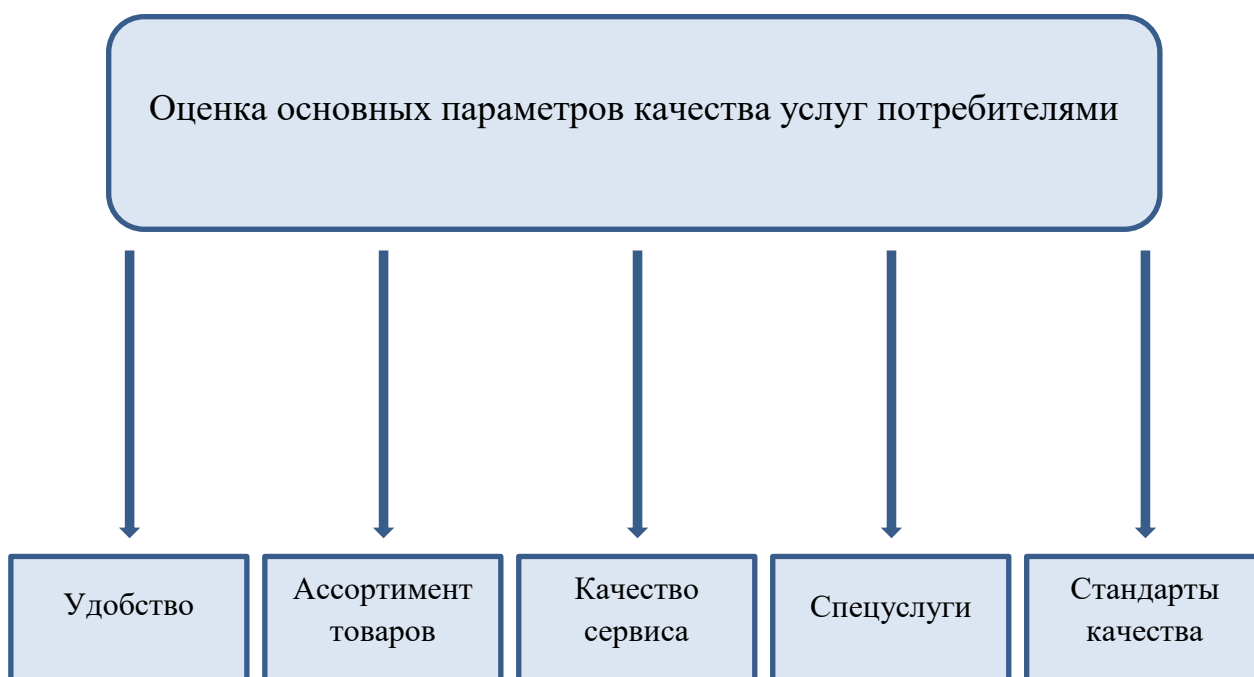 Оценка основных параметров качества услуг потребителями
Удобство
Ассортимент
товаров
Качество
сервиса
Спецуслуги
Стандарты
качества